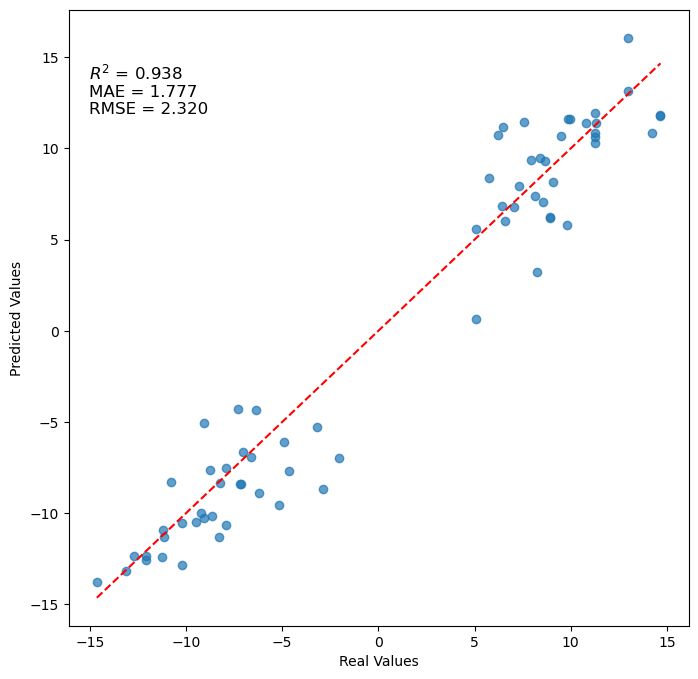 R² = 0.938
MAE = 1.777
RMSE = 2.320
15
10
5
0
−5
−10
−15
Predicted Values
−15 −10 −5 0 5 10 15
Real Values